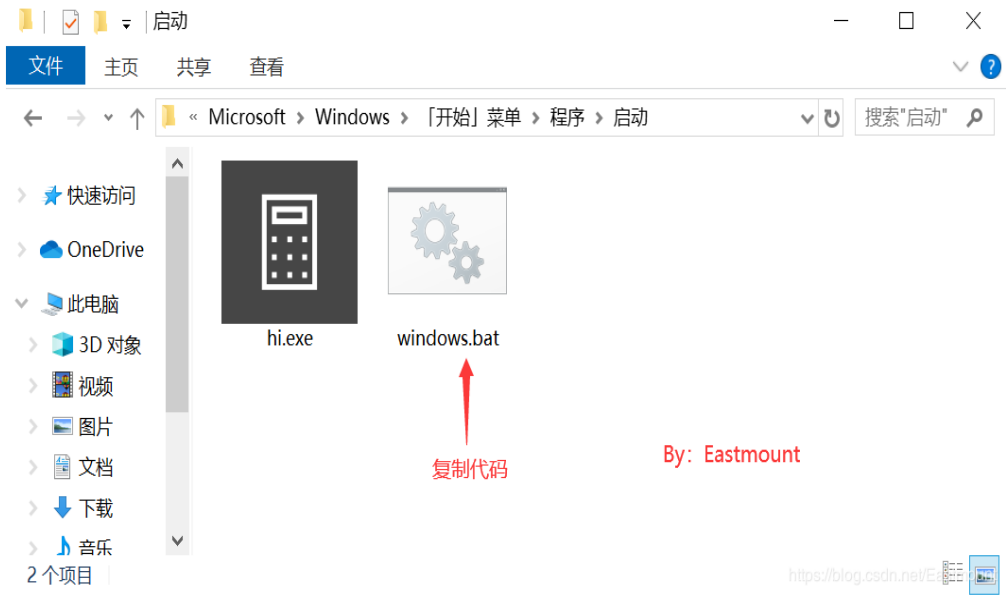 启动
文件 主页 共享 查看
« Microsoft › Windows › 「开始」菜单 › 程序 › 启动
搜索"启动"
快速访问
OneDrive
此电脑
3D 对象
视频
图片
文档
下载
音乐
hi.exe
windows.bat
复制代码
By：Eastmount
2 个项目
https://blog.csdn.net/